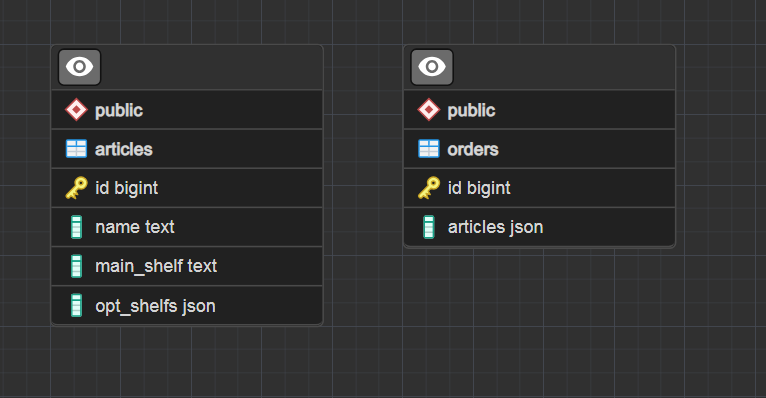 public
articles
id bigint
name text
main_shelf text
opt_shelfs json
public
orders
id bigint
articles json